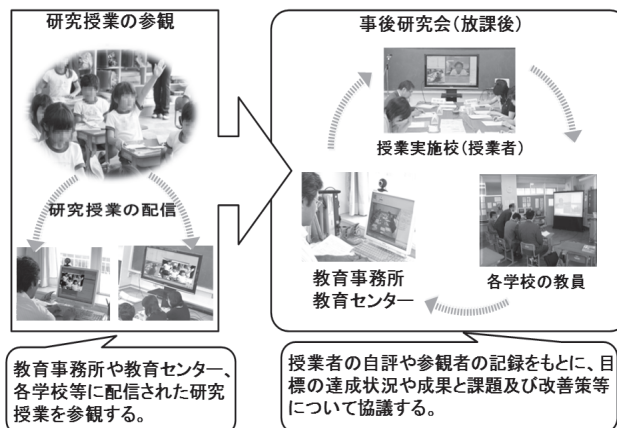 研究授業の参観
研究授業の配信
教育事務所や教育センター、
各学校等に配信された研究
授業を参観する。
事後研究会(放課後)
授業実施校(授業者)
各学校の教員
教育事務所
教育センター
授業者の自評や参観者の記録をもとに、目
標の達成状況や成果と課題及び改善策等
について協議する。